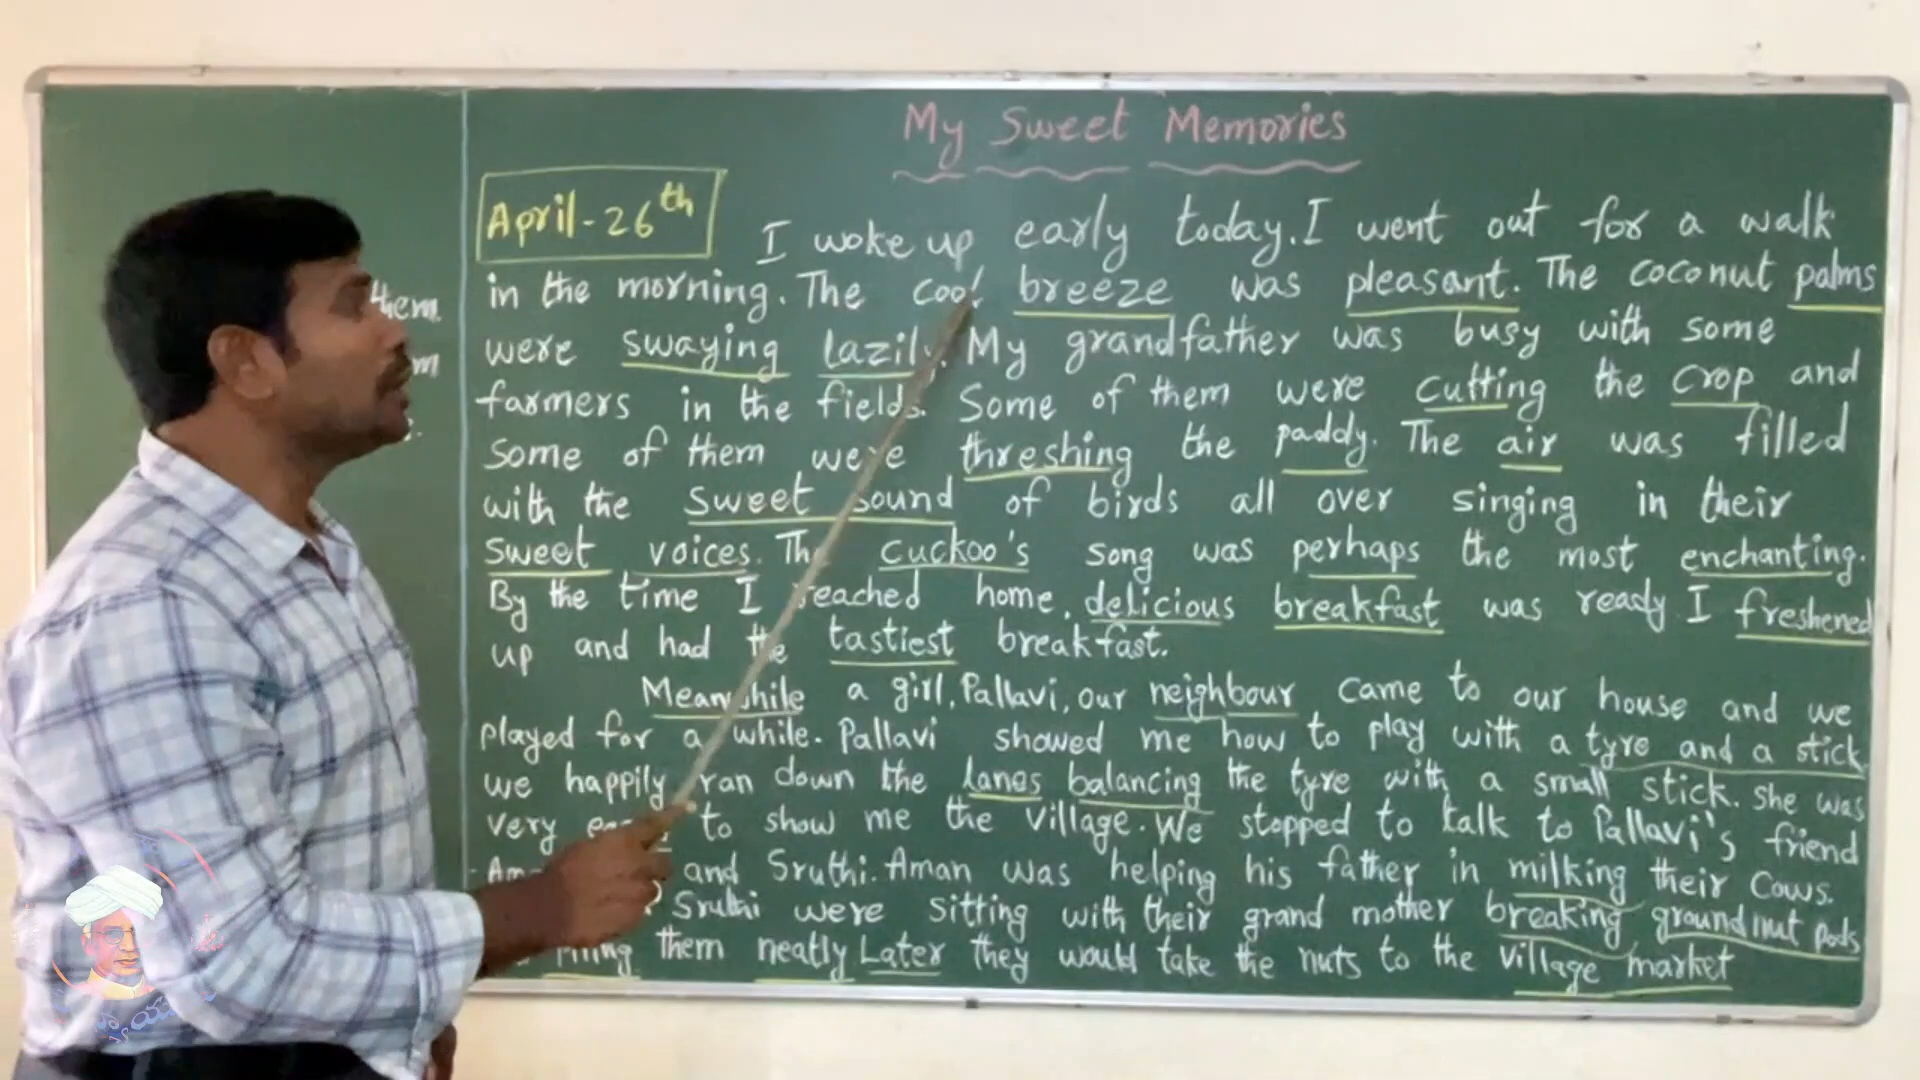 My Sweet Memories
April-26th
I woke up early today. I went out for a walk
in the morning. The cool breeze was pleasant. The coconut palms
were swaying lazily. My grandfather was busy with some
farmers in the fields. Some of them were cutting the crop and
some of them were threshing the paddy. The air was filled
with the sweet sound of birds all over singing in their
sweet voices. The cuckoo's song was perhaps the most enchanting.
By the time I reached home, delicious breakfast was ready. I freshened
up and had the tastiest breakfast.
Meanwhile a girl, Pallavi, our neighbour came to our house and we
played for a while. Pallavi showed me how to play with a tyre and a stick
we happily ran down the lanes balancing the tyre with a small stick. she was
very to show me the village. We stopped to talk to Pallavi's friend
and Sruthi. Aman was helping his father in milking their cows.
Sruthi were sitting with their grand mother breaking groundnut pods
piling them neatly Later they would take the nuts to the village market
them